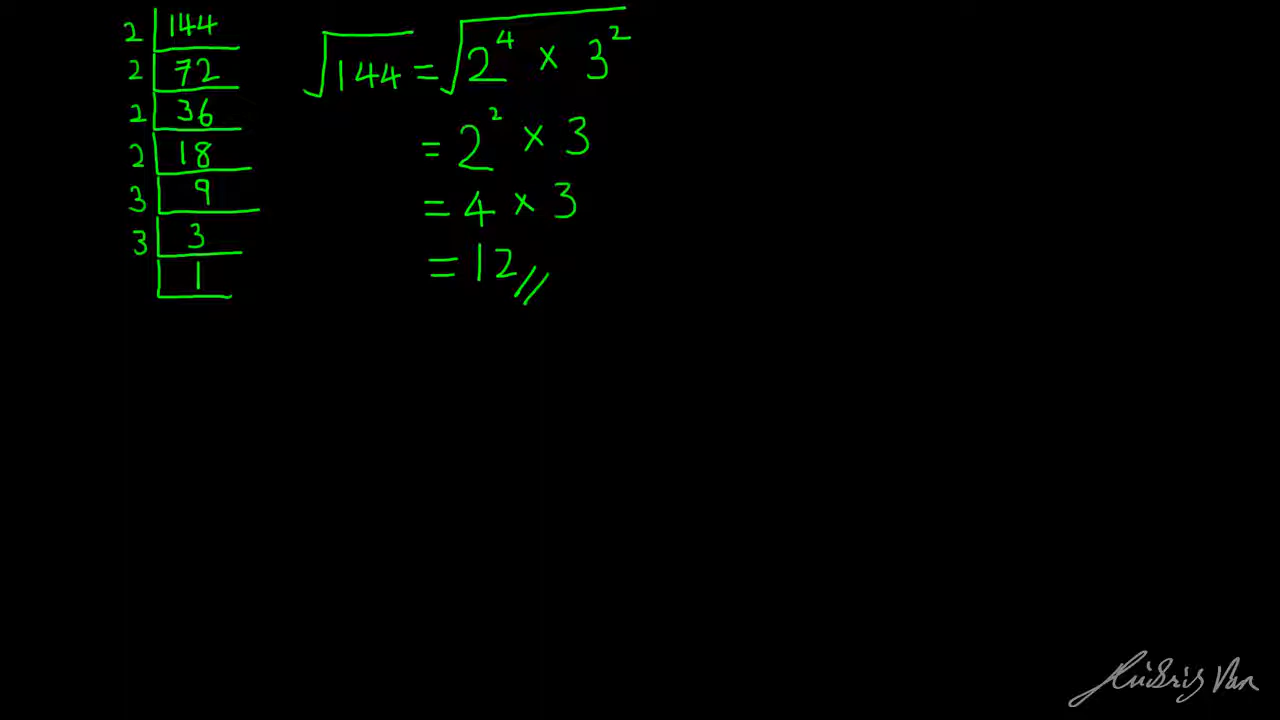 2 | 144
2 | 72
2 | 36
2 | 18
3 | 9
3 | 3
1
√144 = √2⁴ × 3²
= 2² × 3
= 4 × 3
= 12 //